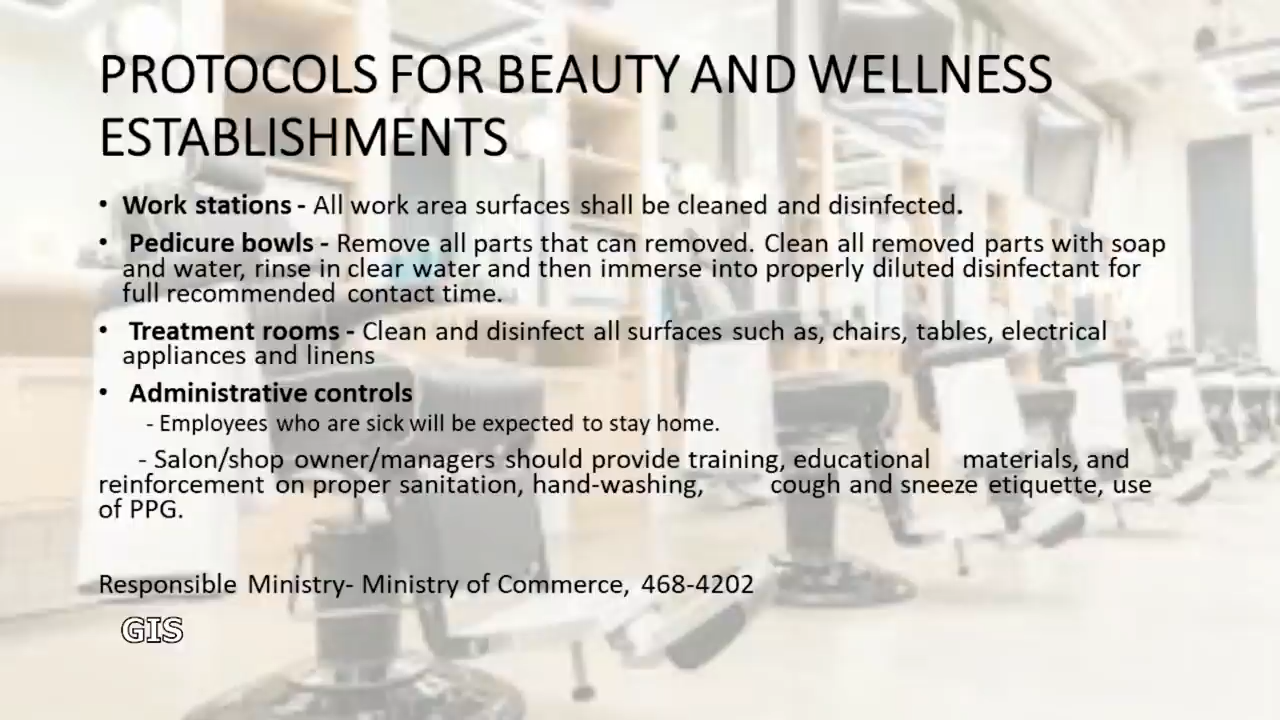 PROTOCOLS FOR BEAUTY AND WELLNESS
ESTABLISHMENTS
• Work stations - All work area surfaces shall be cleaned and disinfected.
• Pedicure bowls - Remove all parts that can removed. Clean all removed parts with soap
and water, rinse in clear water and then immerse into properly diluted disinfectant for
full recommended contact time.
• Treatment rooms - Clean and disinfect all surfaces such as, chairs, tables, electrical
appliances and linens
• Administrative controls
- Employees who are sick will be expected to stay home.
- Salon/shop owner/managers should provide training, educational materials, and
reinforcement on proper sanitation, hand-washing, cough and sneeze etiquette, use
of PPG.
Responsible Ministry- Ministry of Commerce, 468-4202
GIS